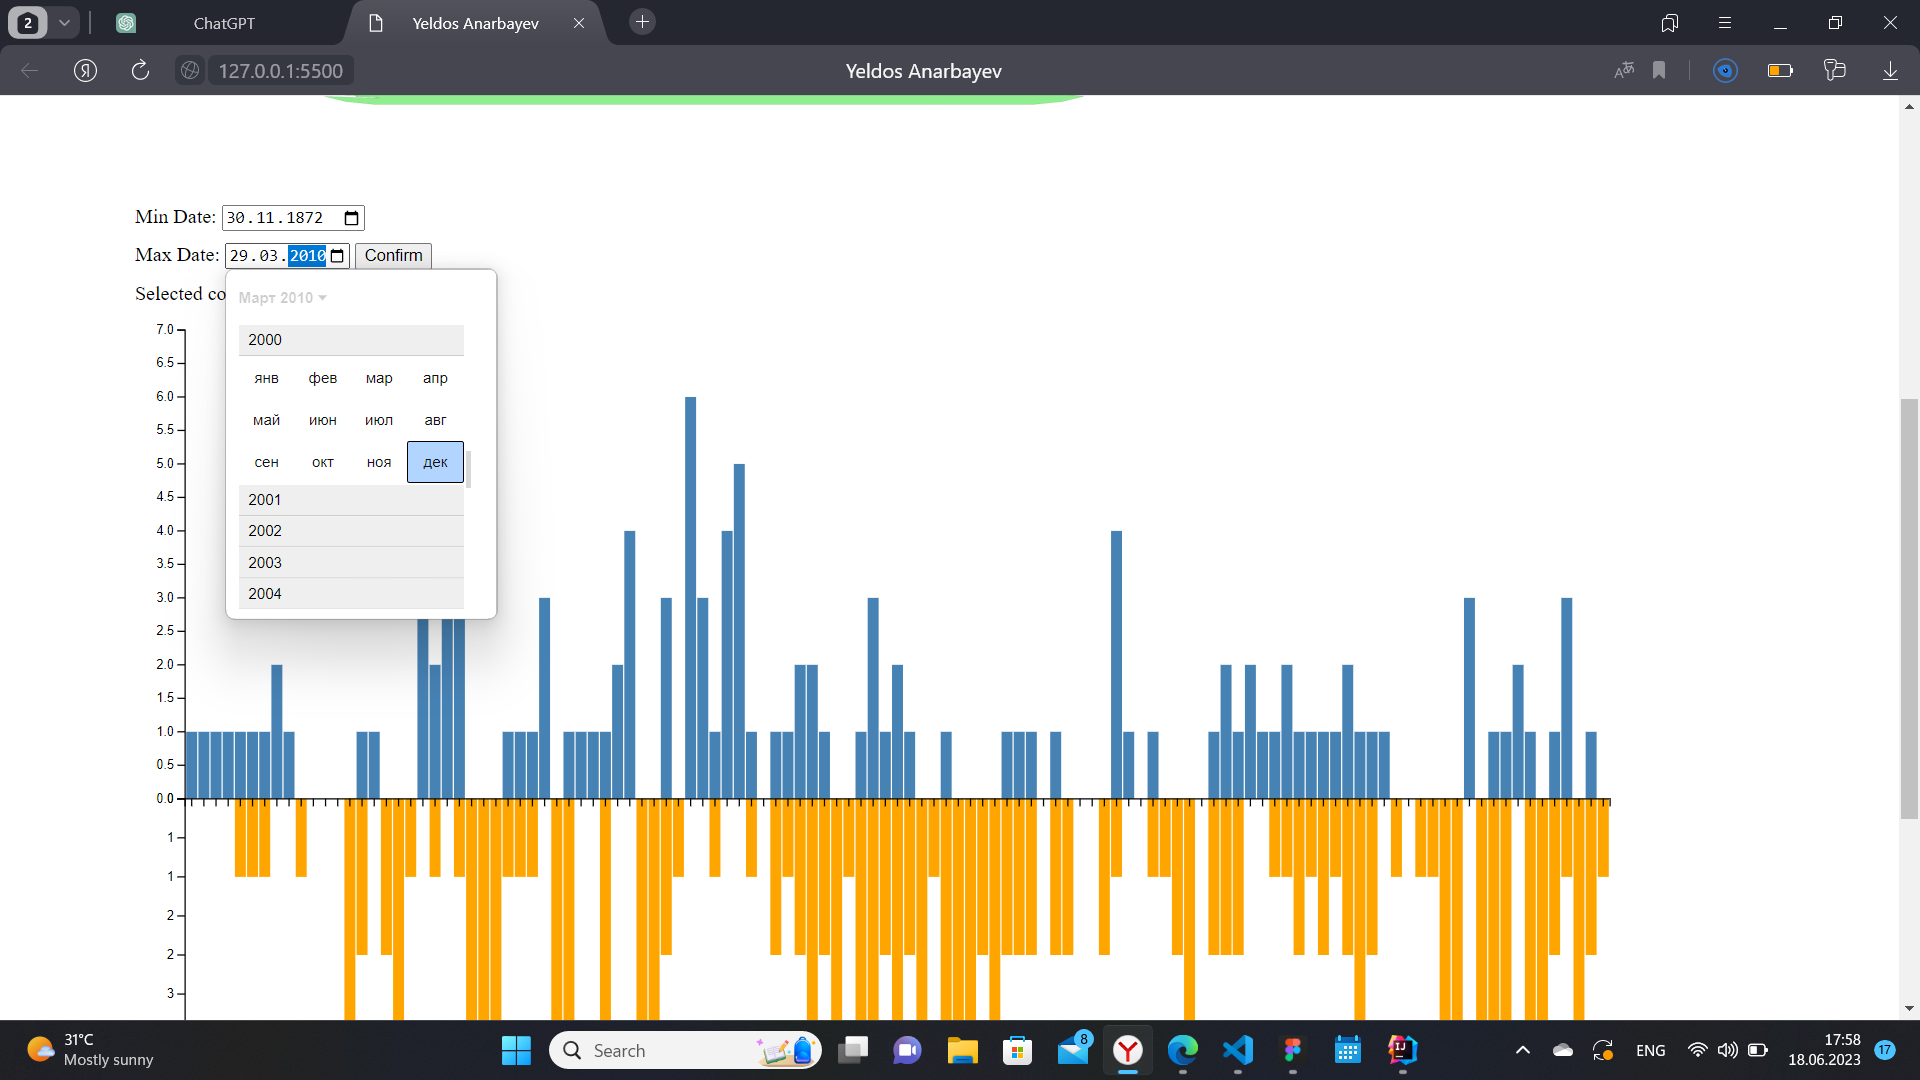 2
ChatGPT
Yeldos Anarbayev
127.0.0.1:5500
Yeldos Anarbayev
Min Date: 30.11.1872
Max Date: 29.03.2010 Confirm
Selected co
Март 2010
2000
янв фев мар апр
май июн июл авг
сен окт ноя дек
2001
2002
2003
2004
7.0
6.5
6.0
5.5
5.0
4.5
4.0
3.5
3.0
2.5
2.0
1.5
1.0
0.5
0.0
1
1
2
2
3
31°C
Mostly sunny
Search
8
ENG
17:58
18.06.2023
17